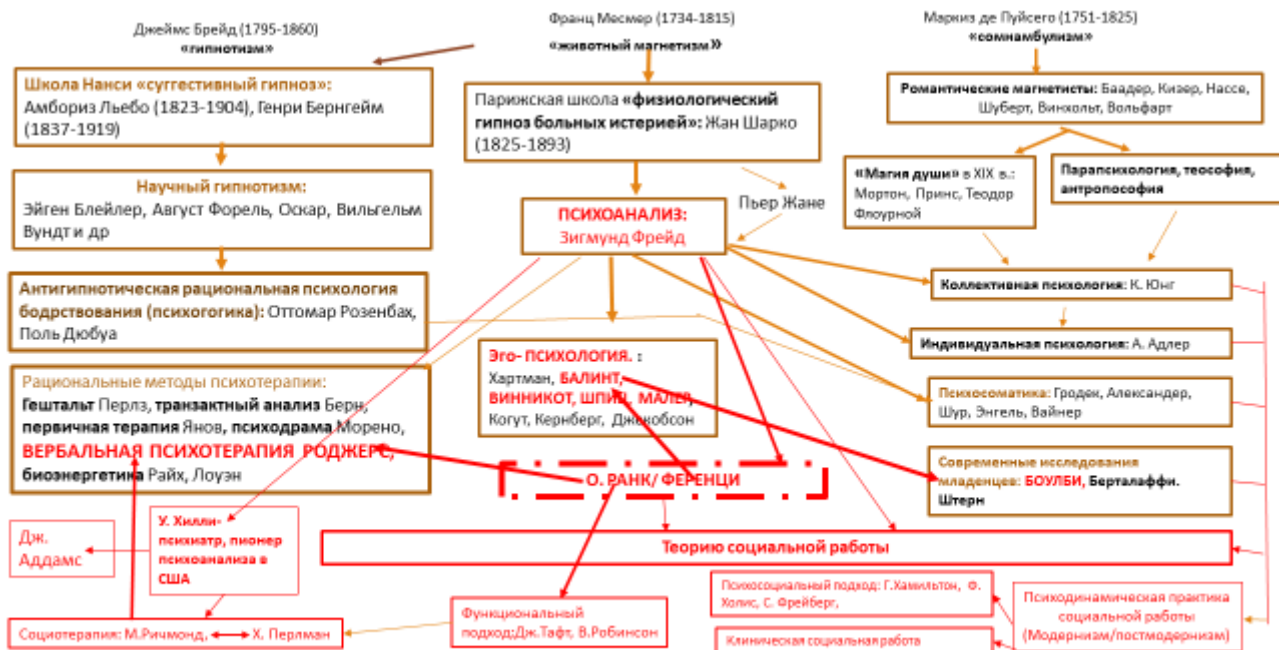 Джеймс Брейд (1795-1860)
«гипнотизм»
Франц Месмер (1734-1815)
«животный магнетизм»
Маркиз де Пуйсего (1751-1825)
«сомнамбулизм»
Школа Нанси «суггестивный гипноз»:
Амбориз Льебо (1823-1904), Генри Бернгейм
(1837-1919)
Парижская школа «физиологический
гипноз больных истерией»: Жан Шарко
(1825-1893)
Романтические магнетисты: Баадер, Кизер, Нассе,
Шуберт, Винхольт, Вольфарт
«Магия души» в XIX в.:
Мортон, Принс, Теодор
Флоурной
Парапсихология, теософия,
антропософия
Научный гипнотизм:
Эйген Блейлер, Август Форель, Оскар, Вильгельм
Вундт и др
ПСИХОАНАЛИЗ:
Зигмунд Фрейд
Пьер Жане
Антигипнотическая рациональная психология
бодрствования (психогогика): Оттомар Розенбах,
Поль Дюбуа
Коллективная психология: К. Юнг
Индивидуальная психология: А. Адлер
Эго- ПСИХОЛОГИЯ. :
Хартман, БАЛИНТ,
ВИННИКОТ, ШПИЦ, МАЛЕР,
Когут, Кернберг, Джекобсон
Психосоматика: Гродек, Александер,
Шур, Энгель, Вайнер
Рациональные методы психотерапии:
Гештальт Перлз, транзактный анализ Берн,
первичная терапия Янов, психодрама Морено,
ВЕРБАЛЬНАЯ ПСИХОТЕРАПИЯ РОДЖЕРС,
биоэнергетика Райх, Лоуэн
Современные исследования
младенцев: БОУЛБИ, Берталаффи.
Штерн
О. РАНК/ ФЕРЕНЦИ
Дж.
Аддамс
У. Хилли-
психиатр, пионер
психоанализа в
США
Теорию социальной работы
Социотерапия: М.Ричмонд, Х. Перлман
Функциональный
подход:Дж.Тафт, В.Робинсон
Психосоциальный подход: Г.Хамильтон, Ф.
Холис, С. Фрейберг,
Клиническая социальная работа
Психодинамическая практика
социальной работы
(Модернизм/постмодернизм)